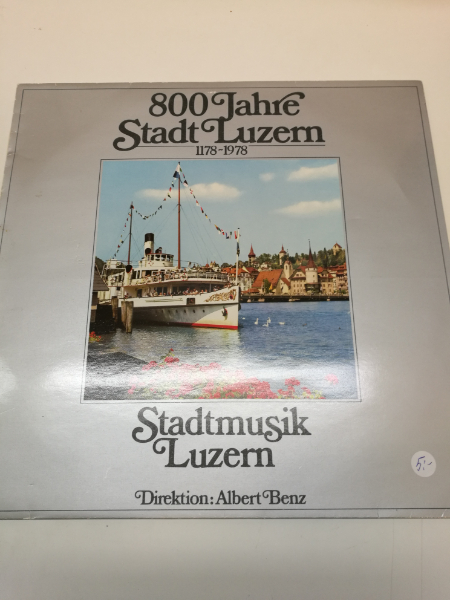 800 Jahre
Stadt Luzern
1178-1978
Stadtmusik
Luzern
5.-
Direktion: Albert Benz